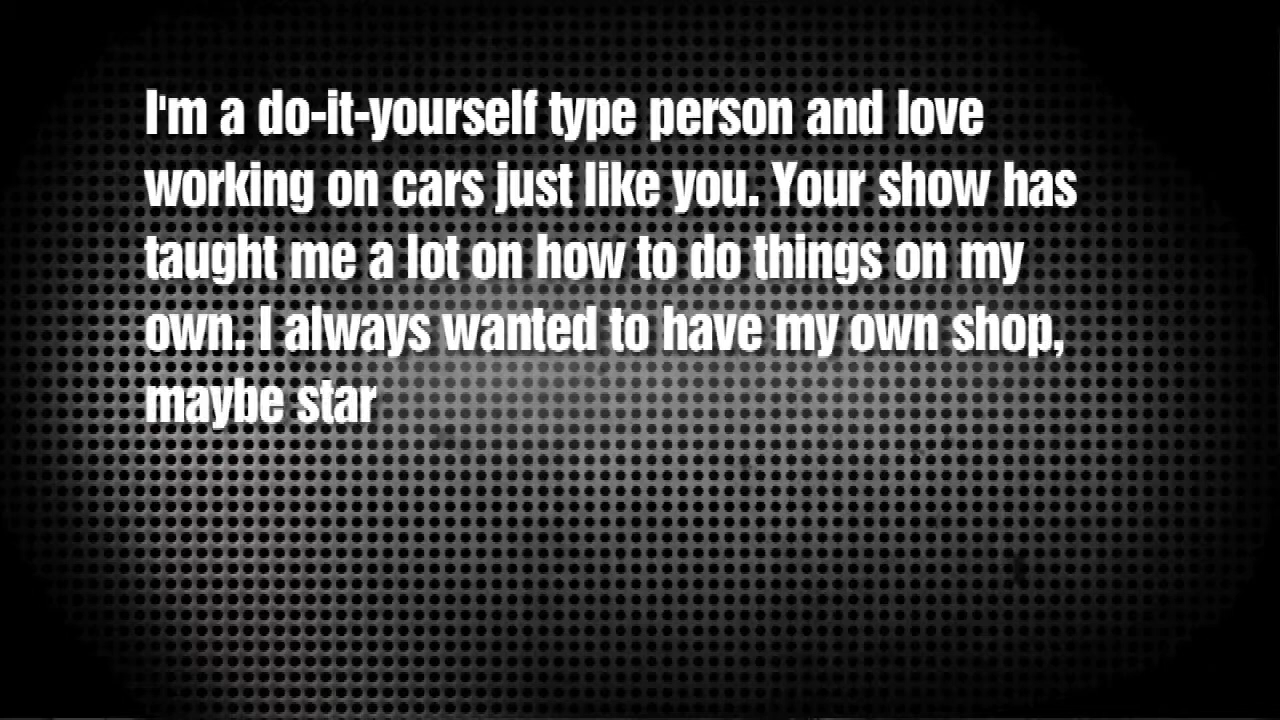 I'm a do-it-yourself type person and love
working on cars just like you. Your show has
taught me a lot on how to do things on my
own. I always wanted to have my own shop,
maybe star